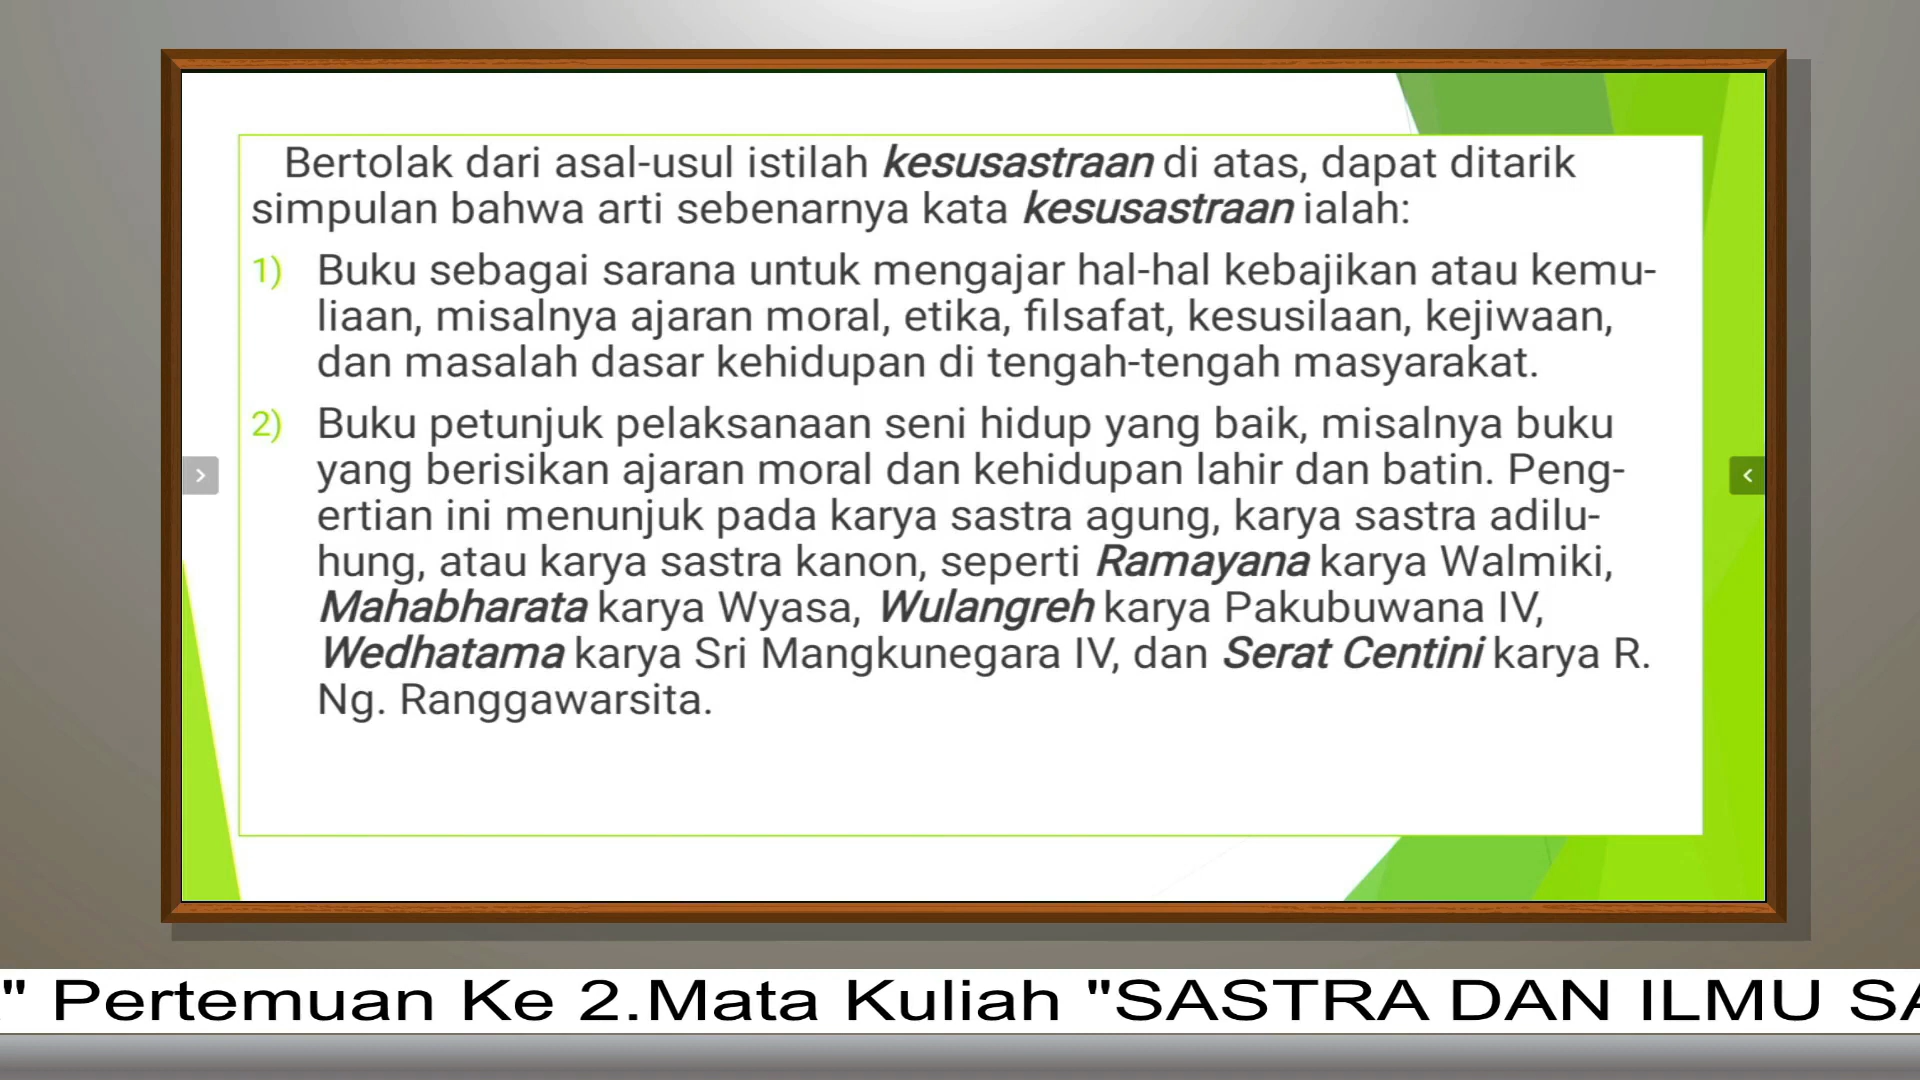 Bertolak dari asal-usul istilah kesusastraan di atas, dapat ditarik
simpulan bahwa arti sebenarnya kata kesusastraan ialah:
1) Buku sebagai sarana untuk mengajar hal-hal kebajikan atau kemu-
liaan, misalnya ajaran moral, etika, filsafat, kesusilaan, kejiwaan,
dan masalah dasar kehidupan di tengah-tengah masyarakat.
2) Buku petunjuk pelaksanaan seni hidup yang baik, misalnya buku
yang berisikan ajaran moral dan kehidupan lahir dan batin. Peng-
ertian ini menunjuk pada karya sastra agung, karya sastra adilu-
hung, atau karya sastra kanon, seperti Ramayana karya Walmiki,
Mahabharata karya Wyasa, Wulangreh karya Pakubuwana IV,
Wedhatama karya Sri Mangkunegara IV, dan Serat Centini karya R.
Ng. Ranggawarsita.
" Pertemuan Ke 2.Mata Kuliah "SASTRA DAN ILMU SA